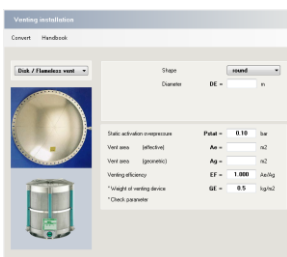 Venting installation
Convert Handbook
Disk / Flameless vent
Shape round
Diameter DE = m
Static activation overpressure Pstat = 0.10 bar
Vent area (effective) Ae = m2
Vent area (geometric) Ag = m2
Venting efficiency EF = 1.000 Ae/Ag
* Weight of venting device GE = 0.5 kg/m2
* Check parameter